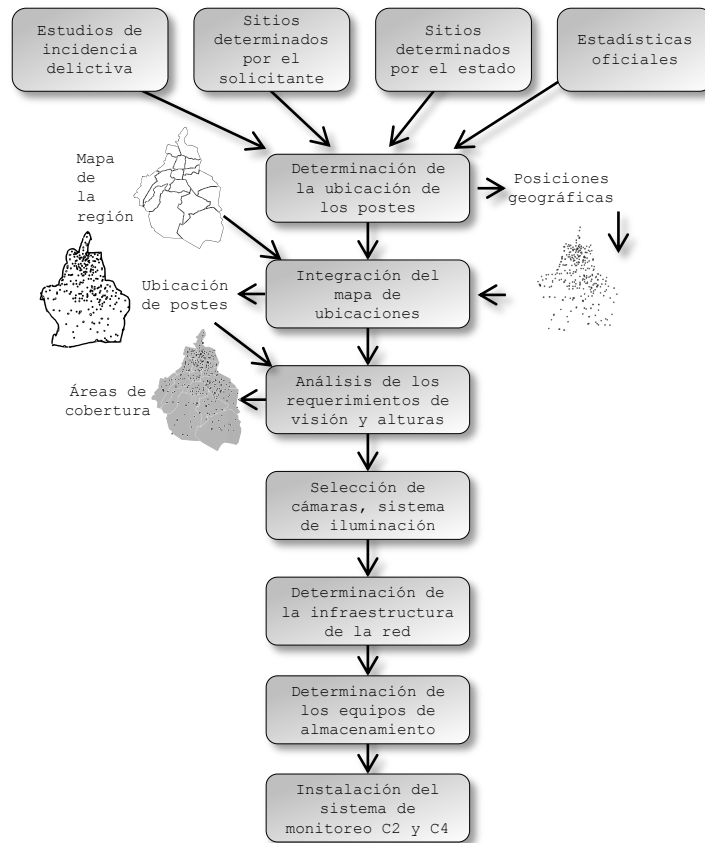 Estudios de
incidencia
delictiva
Sitios
determinados
por el
solicitante
Sitios
determinados
por el estado
Estadísticas
oficiales
Mapa
de
la
región
Determinación de
la ubicación de
los postes
Posiciones
geográficas
Ubicación
de postes
Integración del
mapa de
ubicaciones
Áreas de
cobertura
Análisis de los
requerimientos de
visión y alturas
Selección de
cámaras, sistema
de iluminación
Determinación de
la infraestructura
de la red
Determinación de
los equipos de
almacenamiento
Instalación del
sistema de
monitoreo C2 y C4